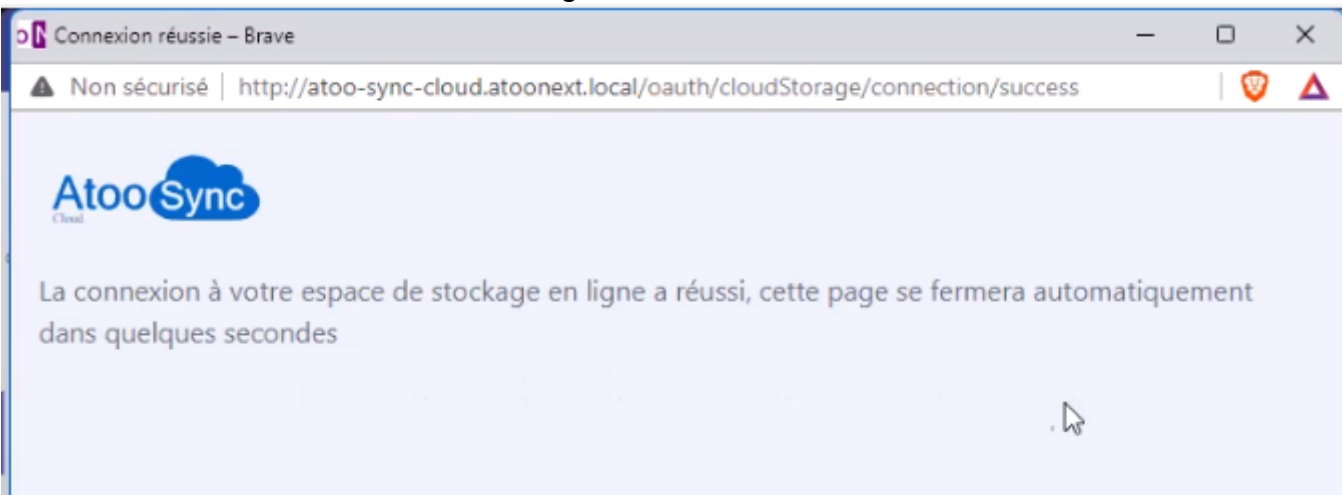 Connexion réussie – Brave
Non sécurisé | http://atoo-sync-cloud.atoonext.local/oauth/cloudStorage/connection/success
Atoo Sync
Cloud
La connexion à votre espace de stockage en ligne a réussi, cette page se fermera automatiquement
dans quelques secondes